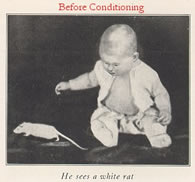 Before Conditioning
He sees a white rat